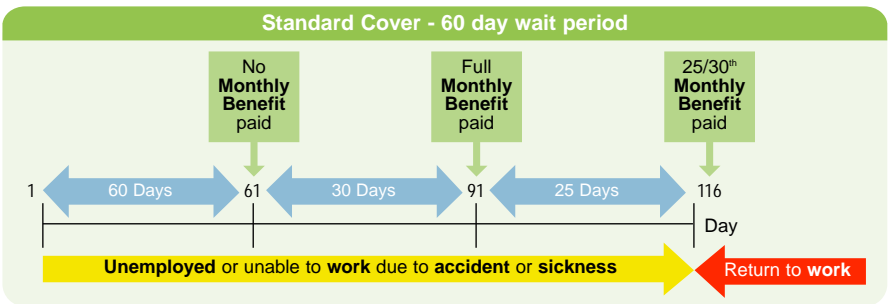 Standard Cover - 60 day wait period
No
Monthly
Benefit
paid
Full
Monthly
Benefit
paid
25/30th
Monthly
Benefit
paid
1 60 Days 61 30 Days 91 25 Days 116
Day
Unemployed or unable to work due to accident or sickness
Return to work